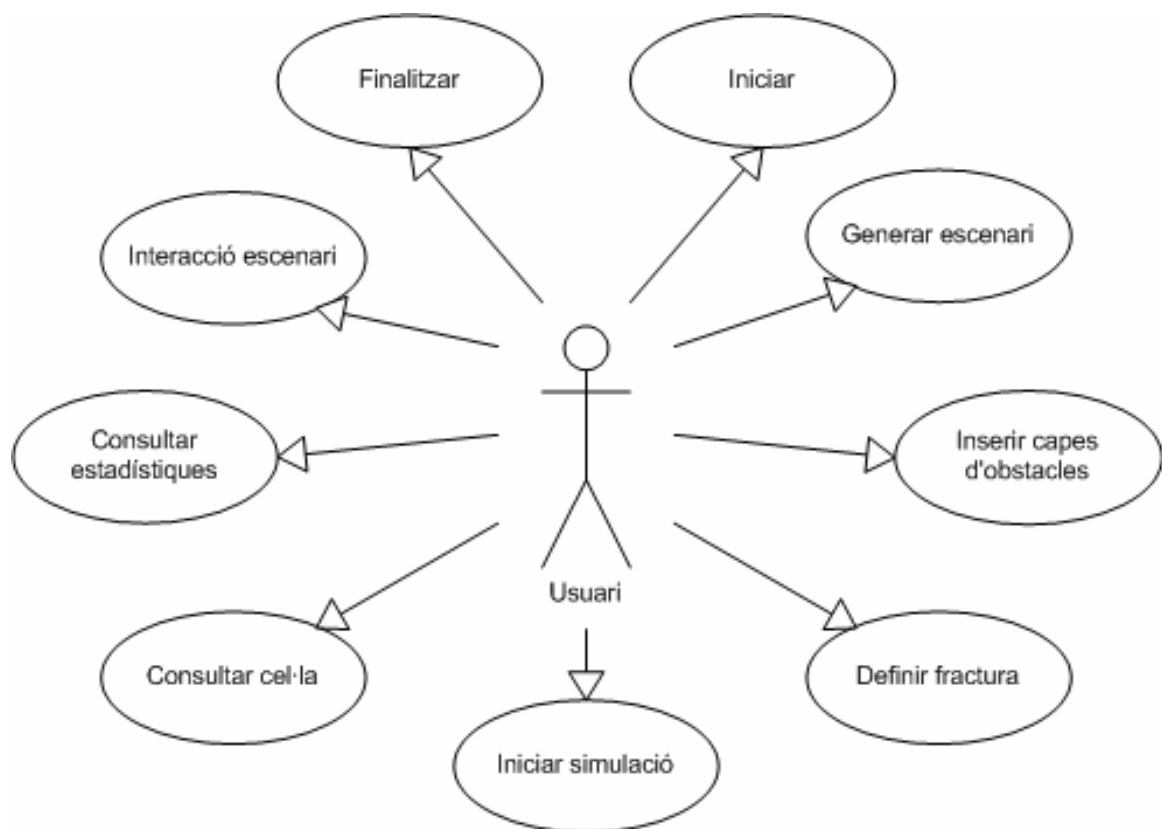 Finalitzar
Iniciar
Interacció escenari
Generar escenari
Consultar
estadístiques
Inserir capes
d'obstacles
Usuari
Consultar cel·la
Definir fractura
Iniciar simulació